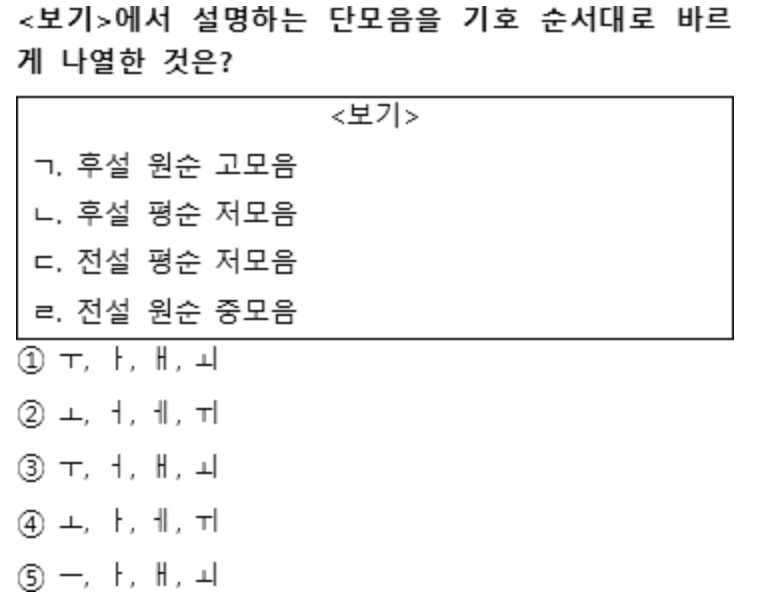 <보기>에서 설명하는 단모음을 기호 순서대로 바르
게 나열한 것은?
<보기>
ㄱ. 후설 원순 고모음
ㄴ. 후설 평순 저모음
ㄷ. 전설 평순 저모음
ㄹ. 전설 원순 중모음
① ㅜ, ㅏ, ㅐ, ㅚ
② ㅗ, ㅓ, ㅔ, ㅟ
③ ㅜ, ㅓ, ㅐ, ㅚ
④ ㅗ, ㅏ, ㅔ, ㅟ
⑤ ㅡ, ㅏ, ㅐ, ㅚ